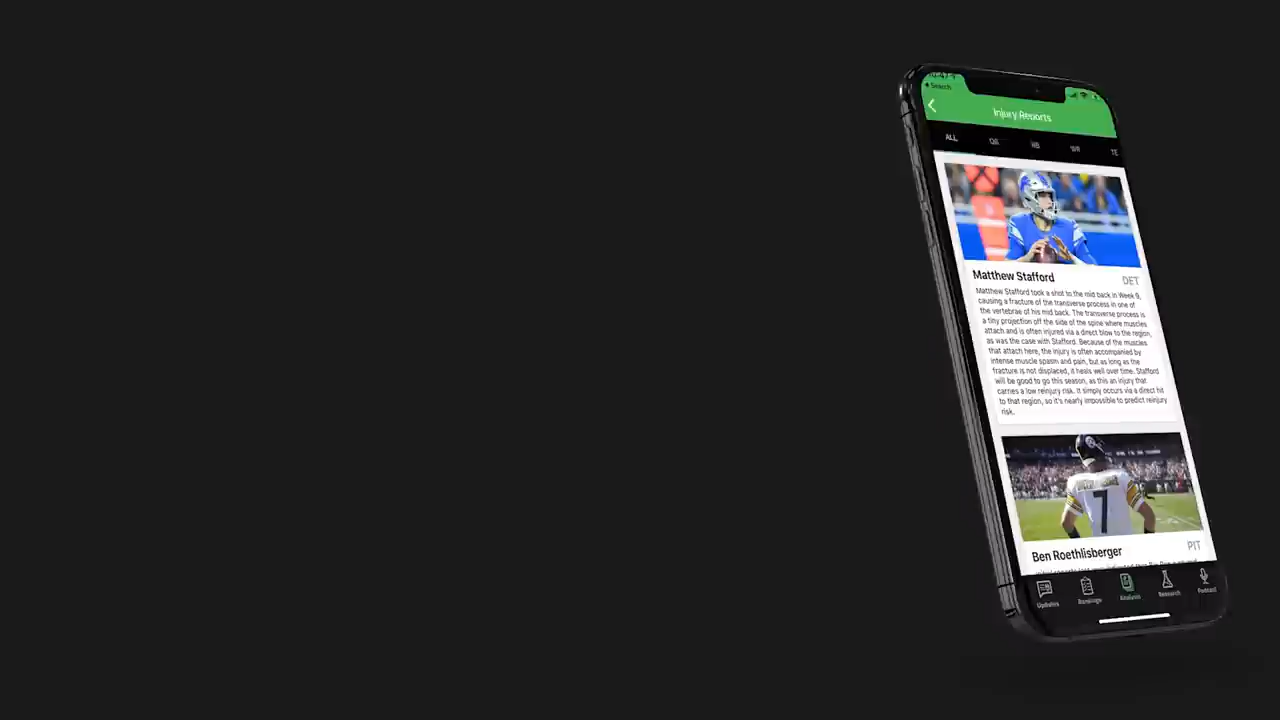 Search
Injury Reports
ALL QB RB WR TE
Matthew Stafford DET
Matthew Stafford took a shot to the mid back in Week 9,
causing a fracture of the transverse process in one of
the vertebrae of his mid back. The transverse process is
a tiny projection off the side of the spine where muscles
attach and is often injured via a direct blow to the region,
as was the case with Stafford. Because of the muscles
that attach here, the injury is often accompanied by
intense muscle spasm and pain, but as long as the
fracture is not displaced, it heals well over time. Stafford
will be good to go this season, as this an injury that
carries a low reinjury risk. It simply occurs via a direct hit
to that region, so it's nearly impossible to predict reinjury
risk.
7
Ben Roethlisberger PIT
Updates Rankings Analysis Research Podcast